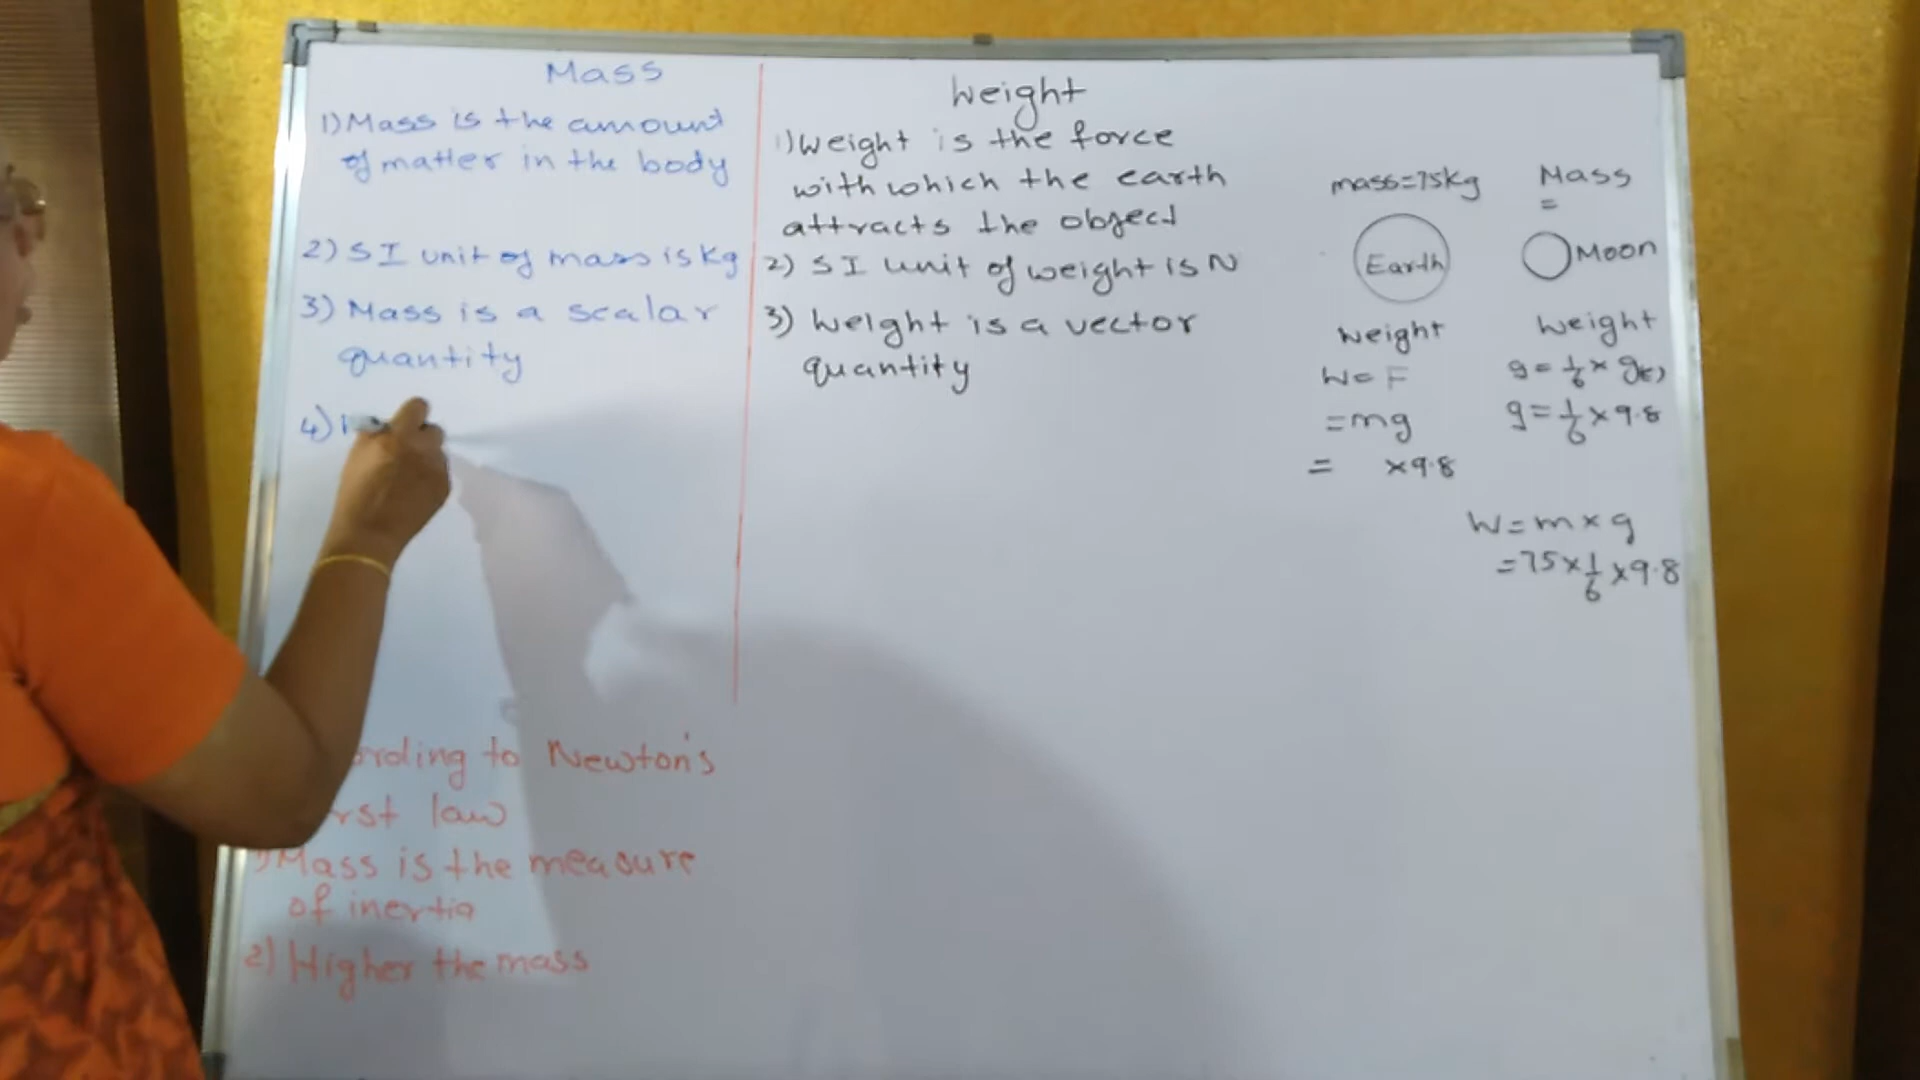 Mass
1) Mass is the amount
of matter in the body
2) SI unit of mass is kg
3) Mass is a scalar
quantity
4)
Weight
1) Weight is the force
with which the earth
attracts the object
2) SI unit of weight is N
3) Weight is a vector
quantity
mass=75kg
Earth
Weight
W= F
=mg
= ×9.8
Mass
=
Moon
Weight
g= 1/6 × g(E)
g= 1/6 ×9.8
W=m×g
=75×1/6×9.8
to Newton's
law
1) Mass is the measure
of inertia
2) Higher the mass